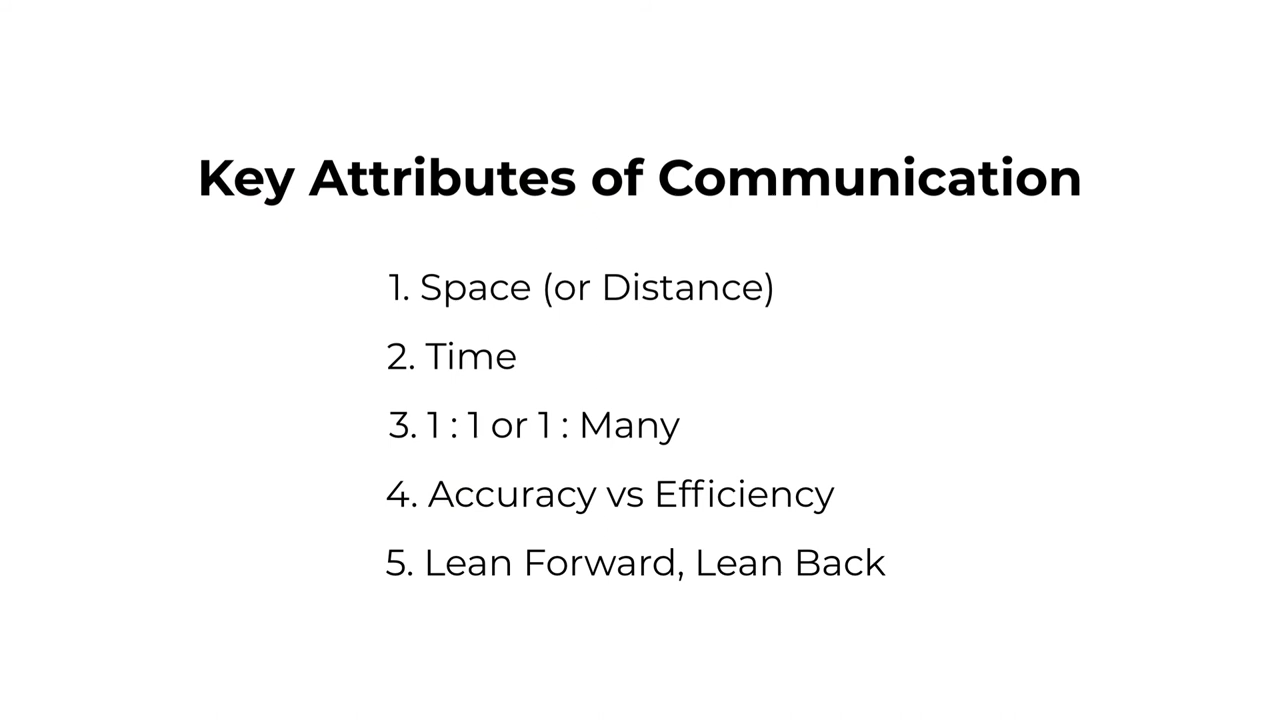 Key Attributes of Communication
1. Space (or Distance)
2. Time
3. 1 : 1 or 1 : Many
4. Accuracy vs Efficiency
5. Lean Forward, Lean Back